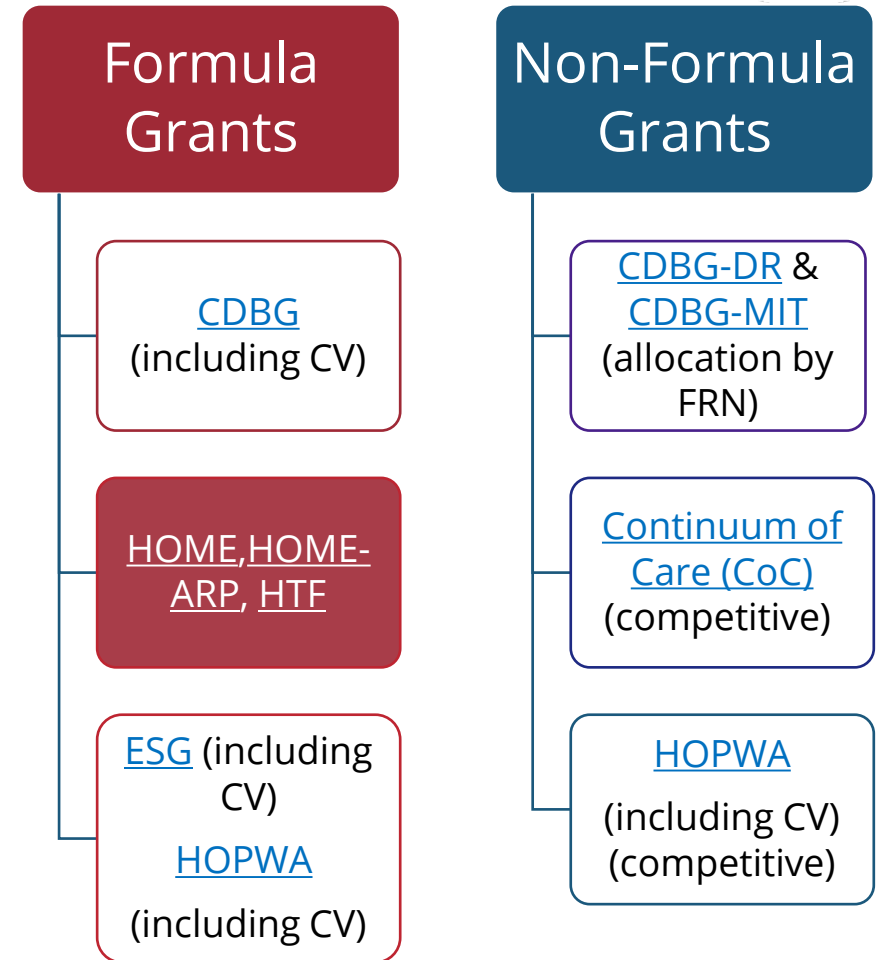 Formula
Grants
CDBG
(including CV)
HOME,HOME-
ARP, HTF
ESG (including
CV)
HOPWA
(including CV)
Non-Formula
Grants
CDBG-DR &
CDBG-MIT
(allocation by
FRN)
Continuum of
Care (CoC)
(competitive)
HOPWA
(including CV)
(competitive)